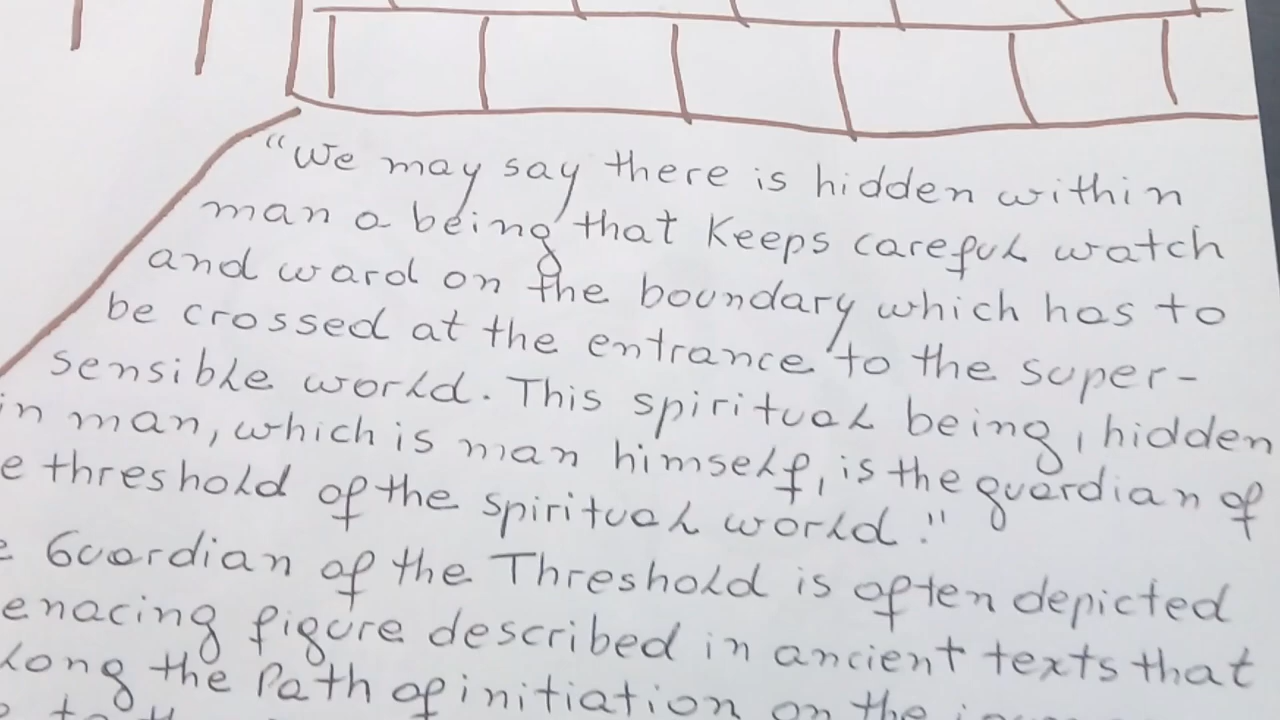 "We may say there is hidden within
man a being that Keeps careful watch
and ward on the boundary which has to
be crossed at the entrance to the super-
sensible world. This spiritual being, hidden
in man, which is man himself, is the guardian of
threshold of the spiritual world."
Guardian of the Threshold is often depicted
figure described in ancient texts that
the Path of initiation on the